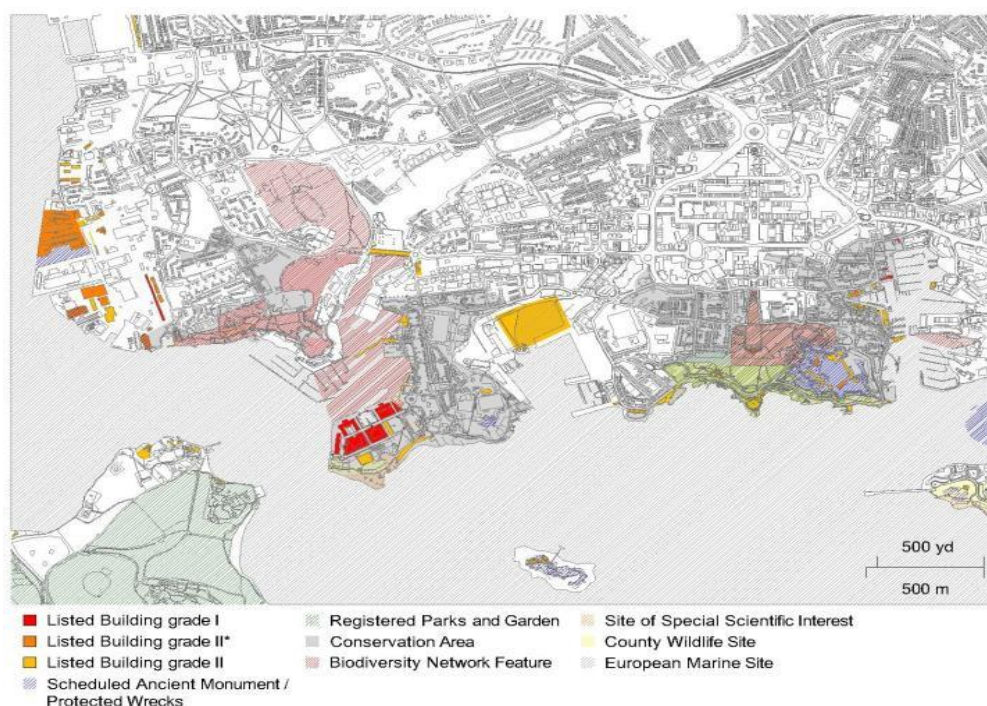 500 yd
500 m
Listed Building grade I
Listed Building grade II*
Listed Building grade II
Scheduled Ancient Monument /
Protected Wrecks
Registered Parks and Garden
Conservation Area
Biodiversity Network Feature
Site of Special Scientific Interest
County Wildlife Site
European Marine Site